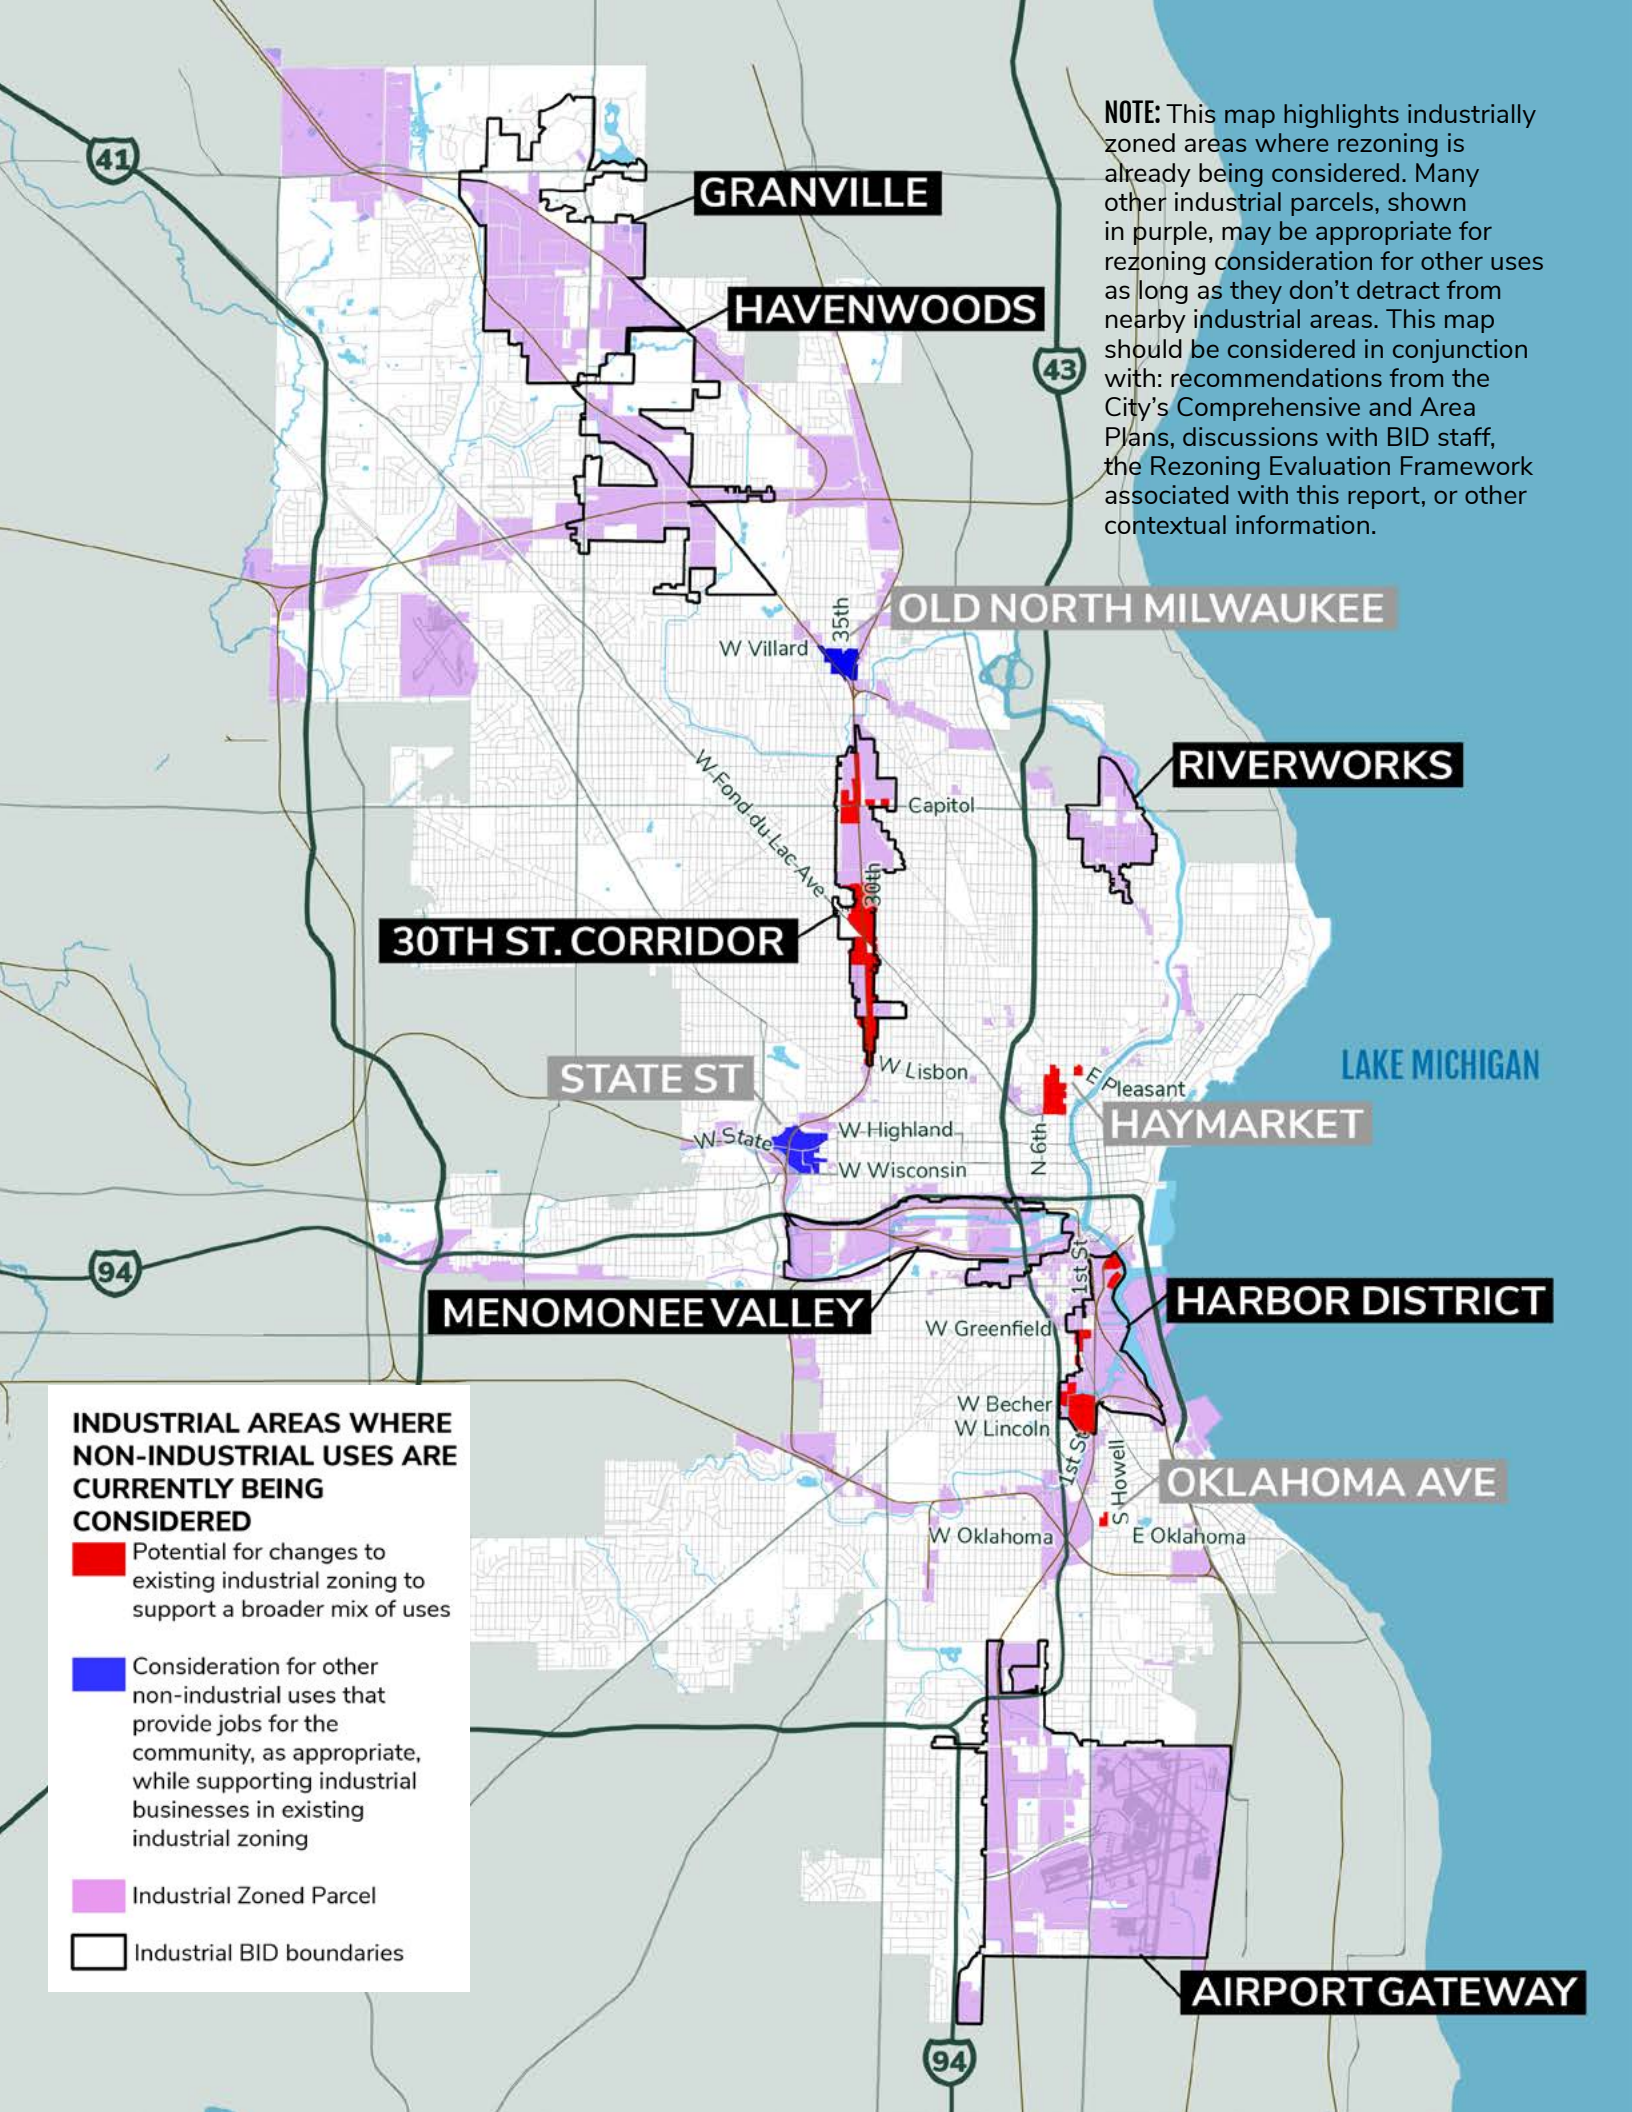 NOTE: This map highlights industrially
zoned areas where rezoning is
already being considered. Many
other industrial parcels, shown
in purple, may be appropriate for
rezoning consideration for other uses
as long as they don't detract from
nearby industrial areas. This map
should be considered in conjunction
with: recommendations from the
City's Comprehensive and Area
Plans, discussions with BID staff,
the Rezoning Evaluation Framework
associated with this report, or other
contextual information.
41
GRANVILLE
HAVENWOODS
43
OLD NORTH MILWAUKEE
35th
W Villard
RIVERWORKS
W-Fond-du-Lac-Ave
Capitol
30th
30TH ST. CORRIDOR
LAKE MICHIGAN
STATE ST
W Lisbon
E Pleasant
HAYMARKET
W-State
W Highland
N-6th
W Wisconsin
94
1st St
MENOMONEE VALLEY
HARBOR DISTRICT
W Greenfield
W Becher
W Lincoln
1st St
S Howell
OKLAHOMA AVE
W Oklahoma
E Oklahoma
INDUSTRIAL AREAS WHERE
NON-INDUSTRIAL USES ARE
CURRENTLY BEING
CONSIDERED
Potential for changes to
existing industrial zoning to
support a broader mix of uses
Consideration for other
non-industrial uses that
provide jobs for the
community, as appropriate,
while supporting industrial
businesses in existing
industrial zoning
Industrial Zoned Parcel
Industrial BID boundaries
AIRPORT GATEWAY
94